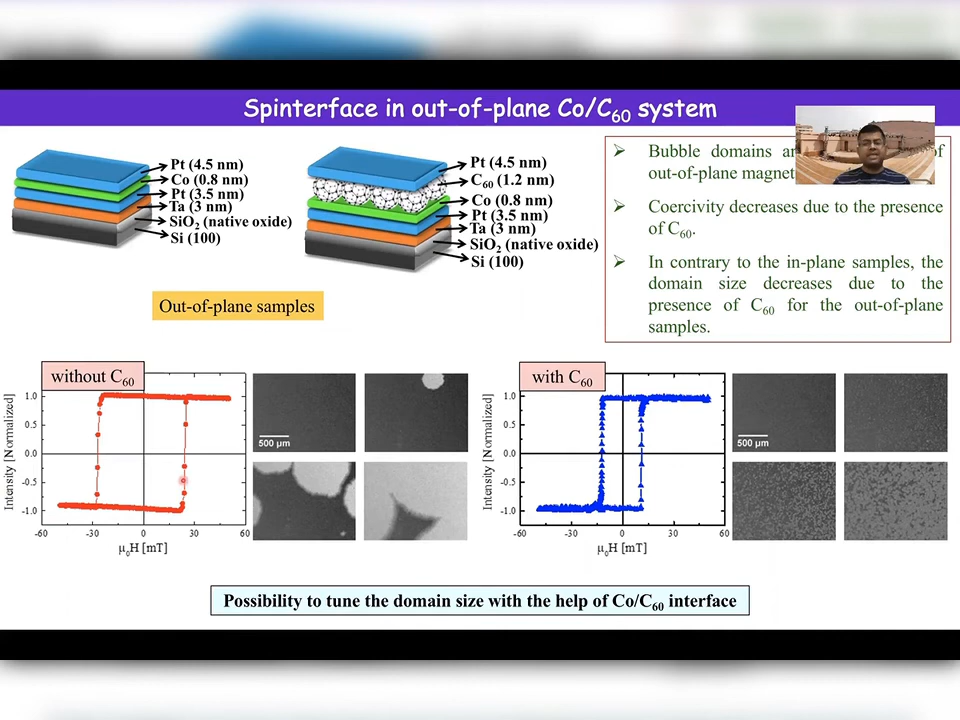 Spinterface in out-of-plane Co/C60 system
Pt (4.5 nm)
Co (0.8 nm)
Pt (3.5 nm)
Ta (3 nm)
SiO2 (native oxide)
Si (100)
Pt (4.5 nm)
C60 (1.2 nm)
Co (0.8 nm)
Pt (3.5 nm)
Ta (3 nm)
SiO2 (native oxide)
Si (100)
Out-of-plane samples
➢ Bubble domains of
out-of-plane
➢ Coercivity decreases due to the presence
of C60.
➢ In contrary to the in-plane samples, the
domain size decreases due to the
presence of C60 for the out-of-plane
samples.
without C60
Intensity [Normalized]
1.0
0.5
0.0
-0.5
-1.0
-60 -30 0 30 60
μ0H [mT]
500 μm
with C60
Intensity [Normalized]
1.0
0.5
0.0
-0.5
-1.0
-60 -30 0 30 60
μ0H [mT]
500 μm
Possibility to tune the domain size with the help of Co/C60 interface